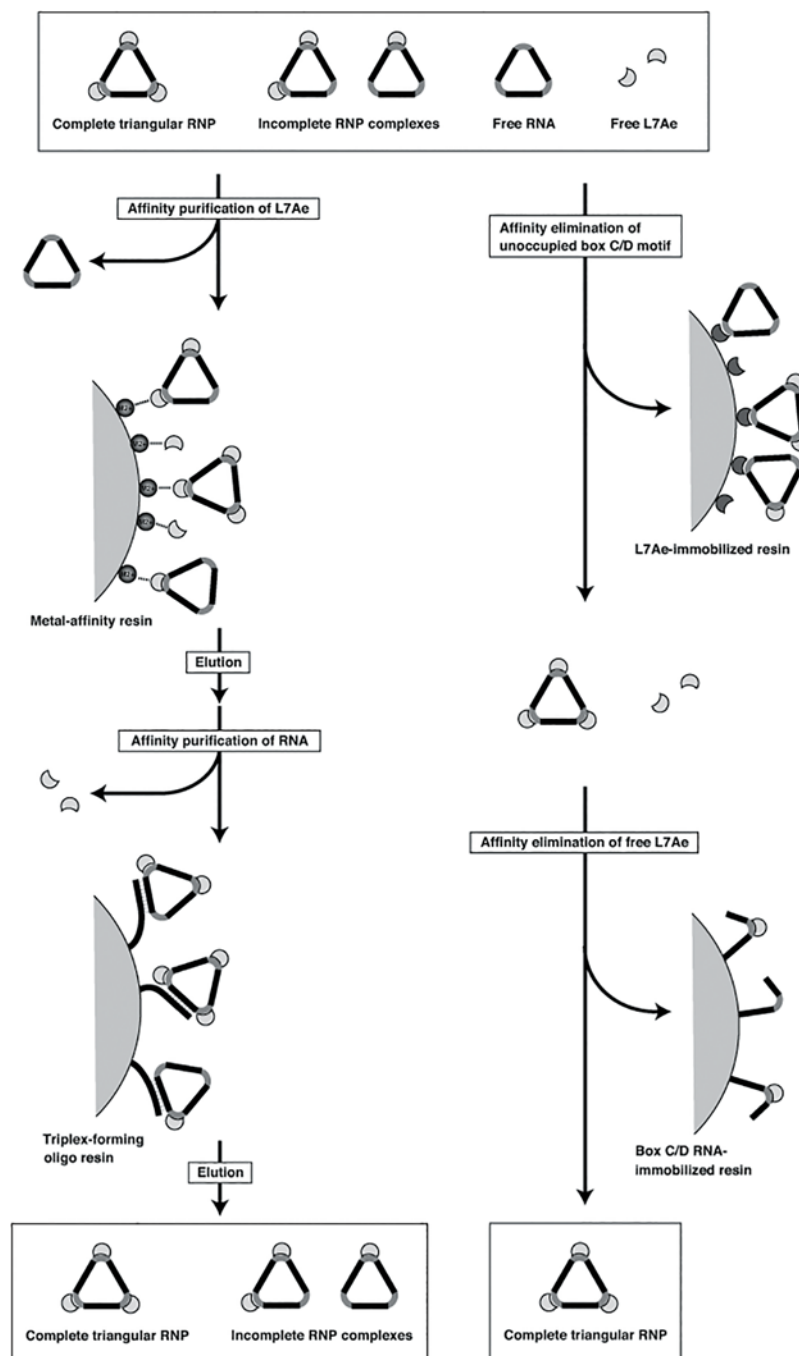 Complete triangular RNP
Incomplete RNP complexes
Free RNA
Free L7Ae
Affinity purification of L7Ae
Metal-affinity resin
Elution
Affinity purification of RNA
Triplex-forming
oligo resin
Elution
Complete triangular RNP
Incomplete RNP complexes
Affinity elimination of
unoccupied box C/D motif
L7Ae-immobilized resin
Affinity elimination of free L7Ae
Box C/D RNA-
immobilized resin
Complete triangular RNP